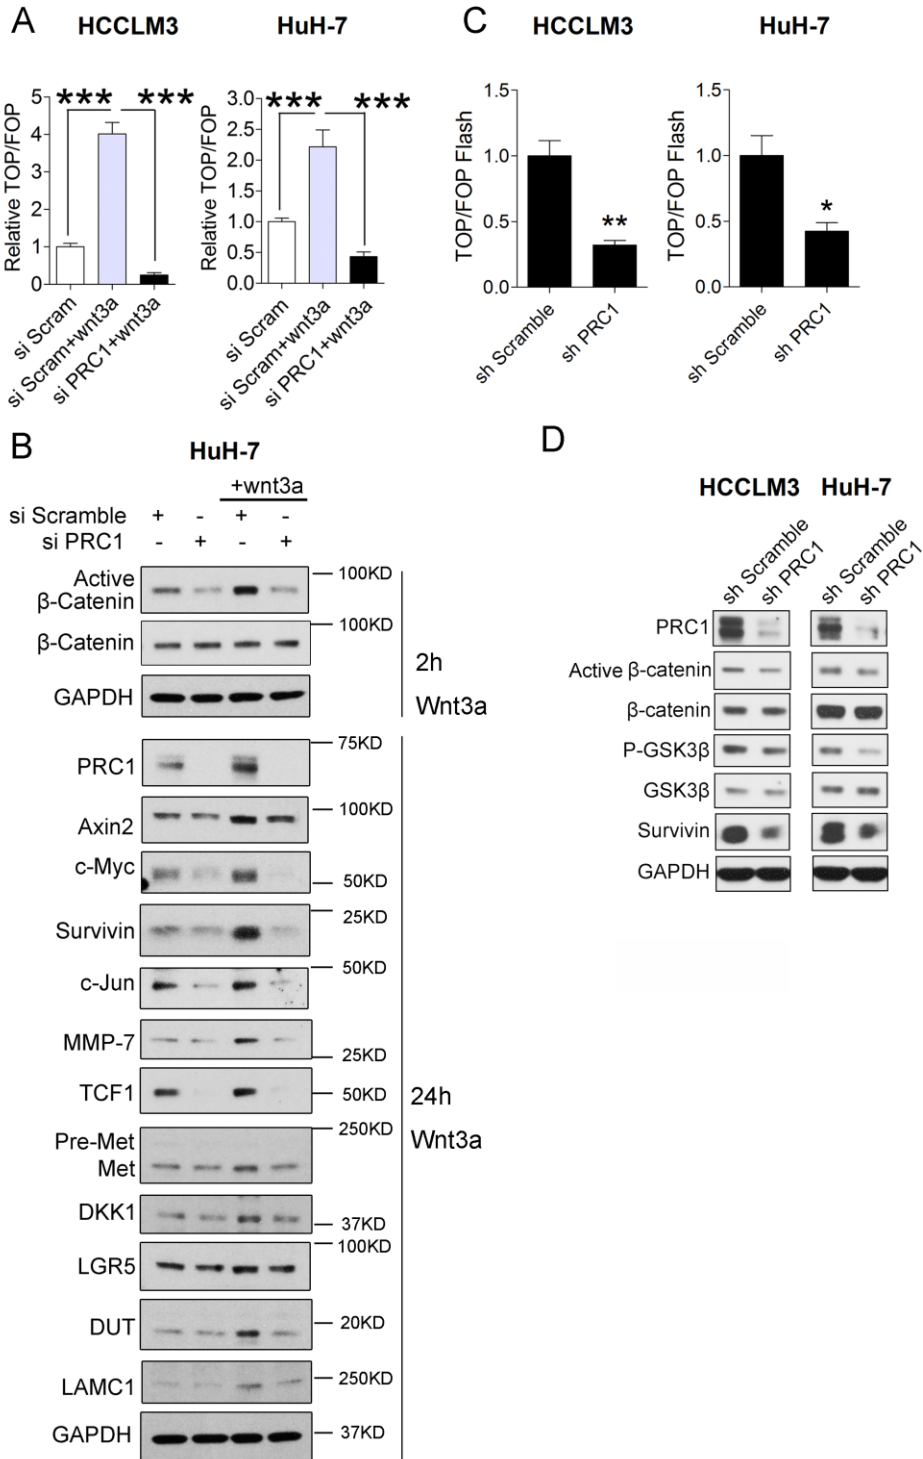 A
HCCLM3
HuH-7
Relative TOP/FOP
5
4
3
2
1
0
***
***
si Scram
si Scram+wnt3a
si PRC1+wnt3a
Relative TOP/FOP
3.0
2.5
2.0
1.5
1.0
0.5
0.0
***
***
si Scram
si Scram+wnt3a
si PRC1+wnt3a
C
HCCLM3
HuH-7
TOP/FOP Flash
1.5
1.0
0.5
0.0
**
sh Scramble
sh PRC1
TOP/FOP Flash
1.5
1.0
0.5
0.0
*
sh Scramble
sh PRC1
B
HuH-7
+wnt3a
si Scramble + - + -
si PRC1 - + - +
Active
β-Catenin
100KD
β-Catenin
100KD
GAPDH
2h
Wnt3a
PRC1
75KD
Axin2
100KD
c-Myc
50KD
Survivin
25KD
c-Jun
50KD
MMP-7
25KD
TCF1
50KD
Pre-Met
Met
250KD
DKK1
37KD
LGR5
100KD
DUT
20KD
LAMC1
250KD
GAPDH
37KD
24h
Wnt3a
D
HCCLM3 HuH-7
sh Scramble
sh PRC1
sh Scramble
sh PRC1
PRC1
Active β-catenin
β-catenin
P-GSK3β
GSK3β
Survivin
GAPDH